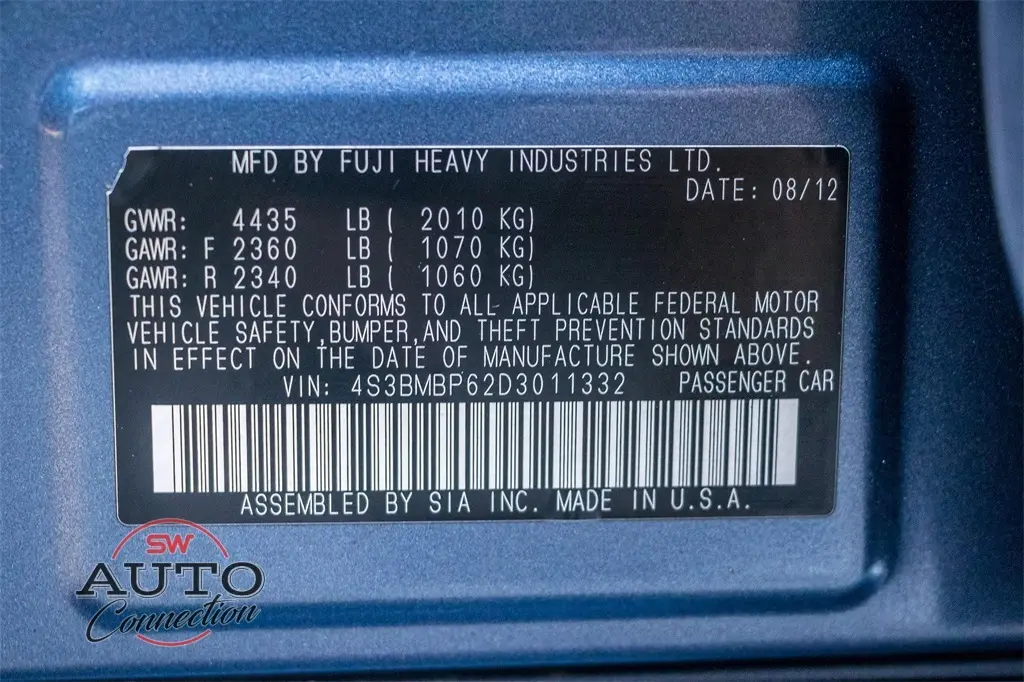 MFD BY FUJI HEAVY INDUSTRIES LTD.
DATE: 08/12
GVWR: 4435 LB ( 2010 KG)
GAWR: F 2360 LB ( 1070 KG)
GAWR: R 2340 LB ( 1060 KG)
THIS VEHICLE CONFORMS TO ALL APPLICABLE FEDERAL MOTOR
VEHICLE SAFETY, BUMPER, AND THEFT PREVENTION STANDARDS
IN EFFECT ON THE DATE OF MANUFACTURE SHOWN ABOVE.
VIN: 4S3BMBP62D3011332 PASSENGER CAR
ASSEMBLED BY SIA INC. MADE IN U.S.A.
SW
AUTO
Connection